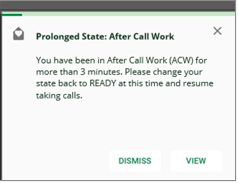 Prolonged State: After Call Work
You have been in After Call Work (ACW) for
more than 3 minutes. Please change your
state back to READY at this time and resume
taking calls.
DISMISS
VIEW